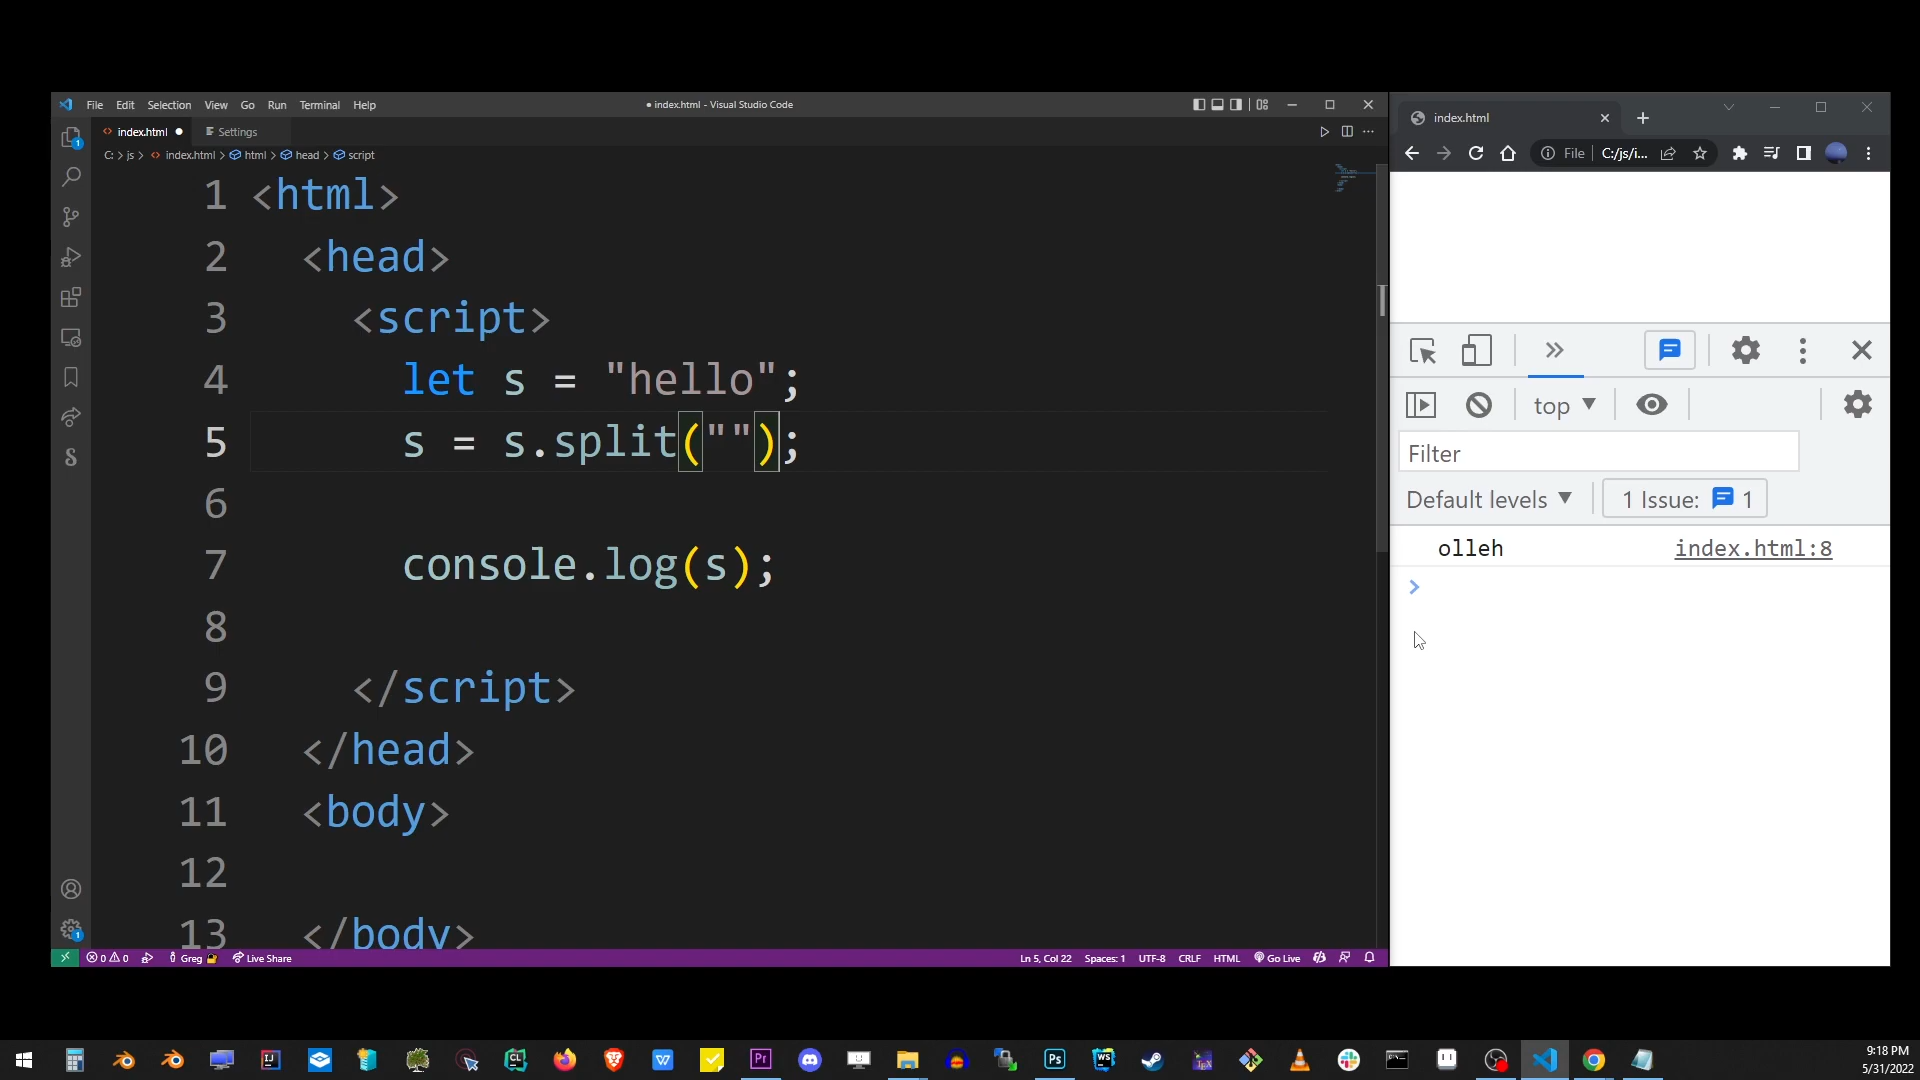 File Edit Selection View Go Run Terminal Help
● index.html - Visual Studio Code
index.html ●
Settings
C: > js > index.html > html > head > script
1 <html>
2 <head>
3 <script>
4 let s = "hello";
5 s = s.split("");
6
7 console.log(s);
8
9 </script>
10 </head>
11 <body>
12
13 </body>
1
1
0 0 Greg Live Share
Ln 5, Col 22 Spaces: 1 UTF-8 CRLF HTML Go Live
index.html
File C:/js/i...
top
Filter
Default levels 1 Issue: 1
olleh index.html:8
>
9:18 PM
5/31/2022